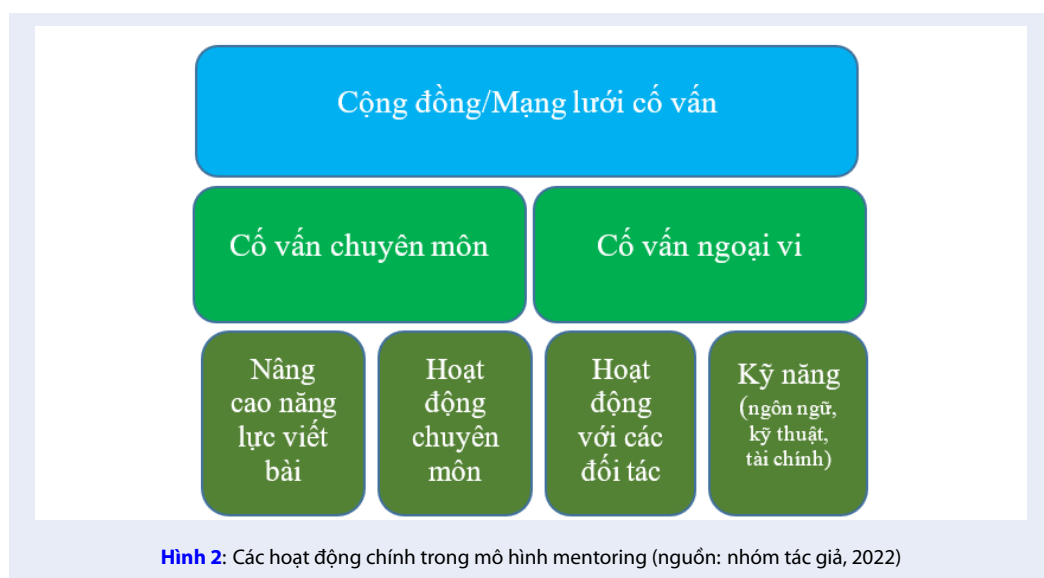 Cộng đồng/Mạng lưới cố vấn
Cố vấn chuyên môn
Cố vấn ngoại vi
Nâng
cao năng
lực viết
bài
Hoạt
động
chuyên
môn
Hoạt
động
với các
đối tác
Kỹ năng
(ngôn ngữ,
kỹ thuật,
tài chính)
Hình 2: Các hoạt động chính trong mô hình mentoring (nguồn: nhóm tác giả, 2022)